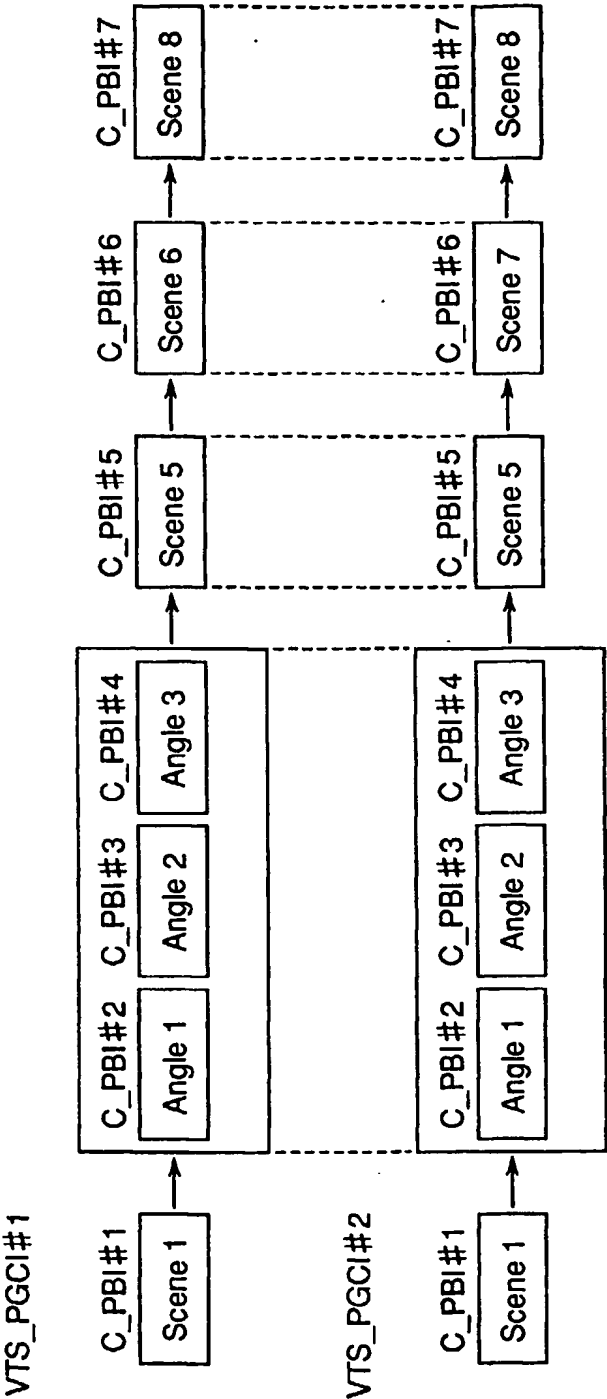 VTS_PGCI#1
C_PBI#1 C_PBI#2 C_PBI#3 C_PBI#4 C_PBI#5 C_PBI#6 C_PBI#7
Scene 1 Angle 1 Angle 2 Angle 3 Scene 5 Scene 6 Scene 8
VTS_PGCI#2
C_PBI#1 C_PBI#2 C_PBI#3 C_PBI#4 C_PBI#5 C_PBI#6 C_PBI#7
Scene 1 Angle 1 Angle 2 Angle 3 Scene 5 Scene 7 Scene 8